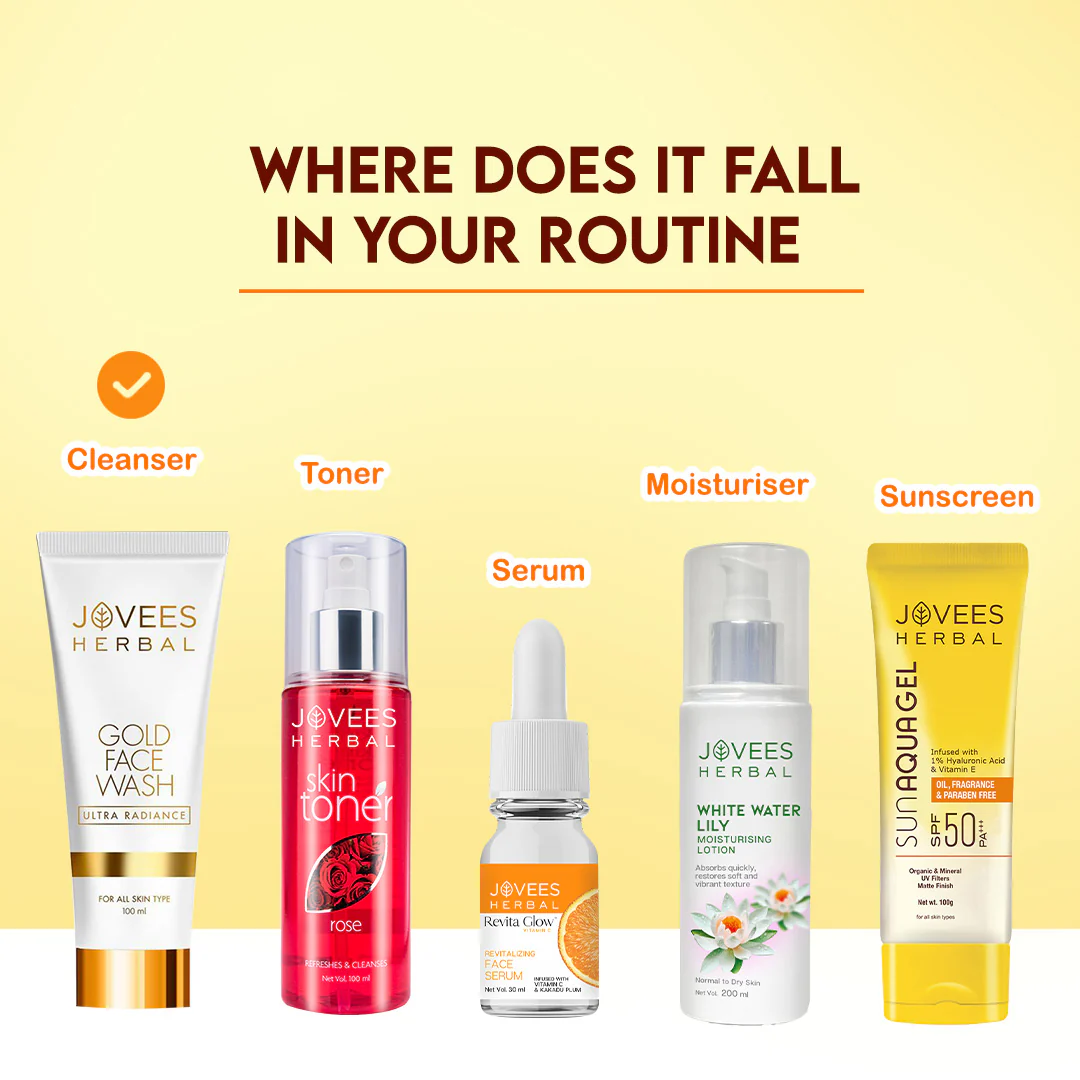 WHERE DOES IT FALL
IN YOUR ROUTINE
Cleanser
Toner
Serum
Moisturiser
Sunscreen
JOVEES
HERBAL
GOLD
FACE
WASH
ULTRA RADIANCE
FOR ALL SKIN TYPE
100 ml
JOVEES
HERBAL
skin
toner
rose
REFRESHES & CLEANSES
Net Vol. 100 ml
JOVEES
HERBAL
Revita Glow
VITAMIN C
REVITALIZING
FACE
SERUM
Net Vol. 30 ml
INFUSED WITH
VITAMIN C
& KAKADU PLUM
JOVEES
HERBAL
WHITE WATER
LILY
MOISTURISING
LOTION
Absorbs quickly,
restores soft and
vibrant texture
Normal to Dry Skin
Net Vol. 200 ml
JOVEES
HERBAL
SUN AQUA GEL
Infused with
1% Hyaluronic Acid
& Vitamin E
OIL, FRAGRANCE
& PARABEN FREE
SPF 50 PA+++
Organic & Mineral
UV Filters
Matte Finish
Net wt. 100g
for all skin types